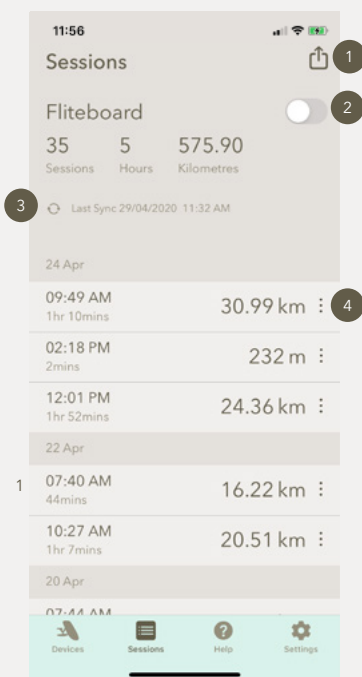 11:56
Sessions
1
Fliteboard
2
35 5 575.90
Sessions Hours Kilometres
3
Last Sync 29/04/2020 11:32 AM
24 Apr
09:49 AM
30.99 km
4
1hr 10mins
02:18 PM
232 m
2mins
12:01 PM
24.36 km
1hr 52mins
22 Apr
1
07:40 AM
16.22 km
44mins
10:27 AM
20.51 km
1hr 7mins
20 Apr
07:44 AM
Devices Sessions Help Settings